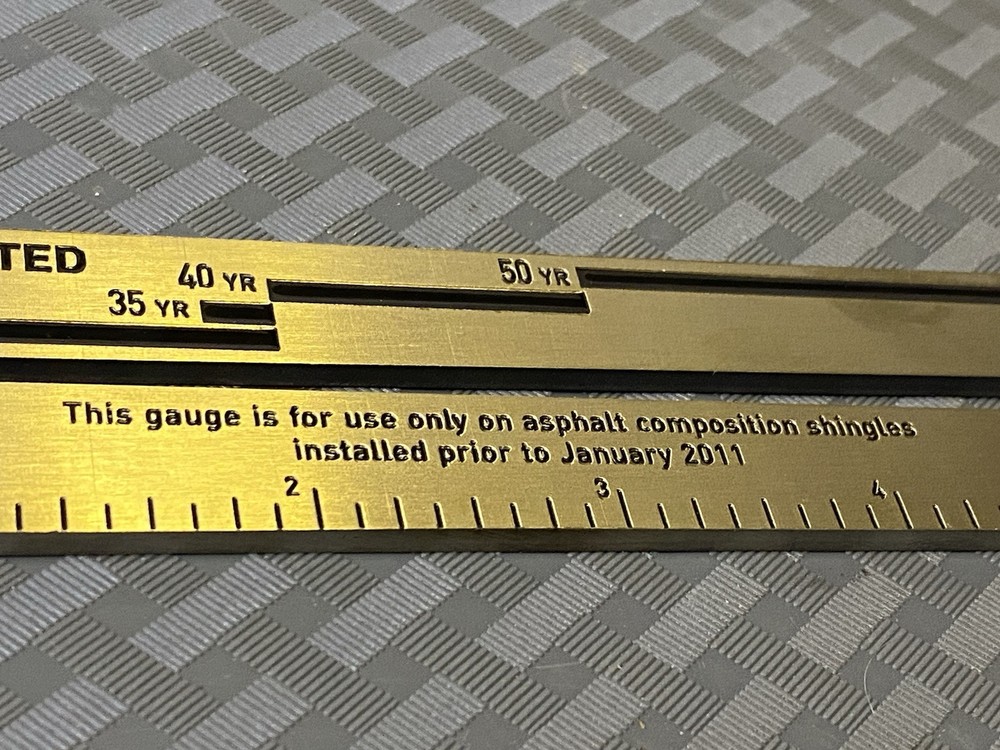 TED
40 YR
50 YR
35 YR
This gauge is for use only on asphalt composition shingles
installed prior to January 2011
2 3 4